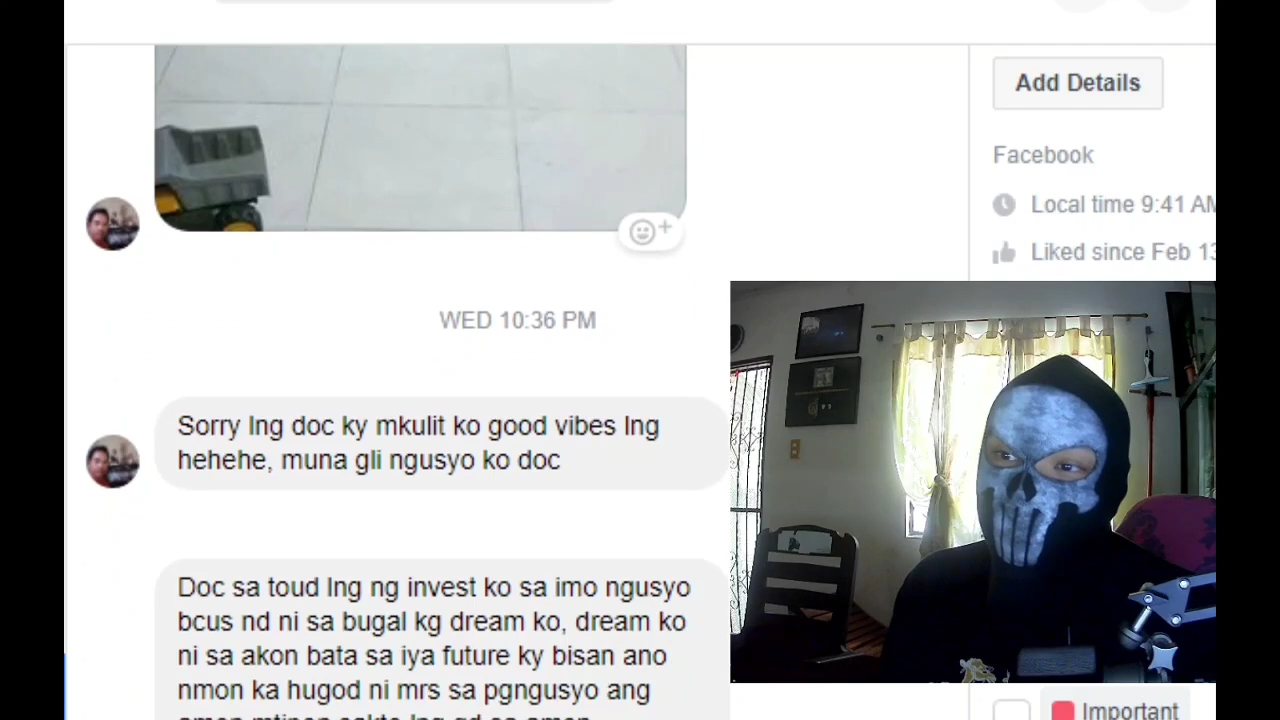 Add Details
Facebook
Local time 9:41 AM
Liked since Feb 13
WED 10:36 PM
Sorry lng doc ky mkulit ko good vibes lng
hehehe, muna gli ngusyo ko doc
Doc sa toud lng ng invest ko sa imo ngusyo
bcus nd ni sa bugal kg dream ko, dream ko
ni sa akon bata sa iya future ky bisan ano
nmon ka hugod ni mrs sa pgngusyo ang
Important